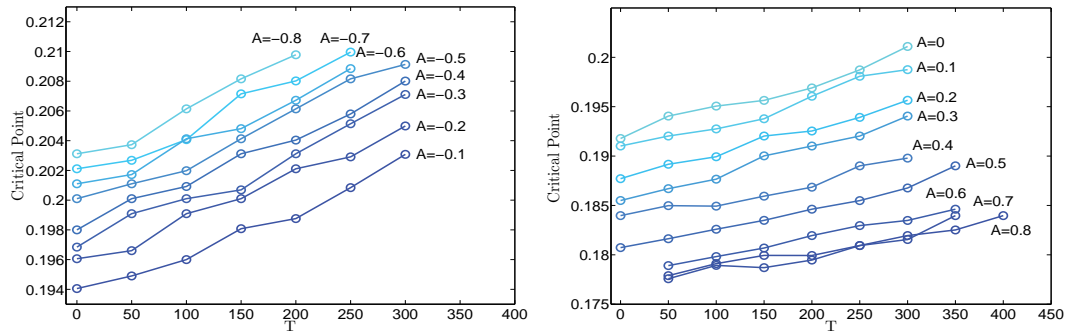 0.212
0.21
0.208
0.206
0.204
0.202
0.2
0.198
0.196
0.194
Critical Point
0 50 100 150 200 250 300 350 400
T
A=−0.8
A=−0.7
A=−0.6
A=−0.5
A=−0.4
A=−0.3
A=−0.2
A=−0.1
0.2
0.195
0.19
0.185
0.18
0.175
Critical Point
0 50 100 150 200 250 300 350 400 450
T
A=0
A=0.1
A=0.2
A=0.3
A=0.4
A=0.5
A=0.6
A=0.7
A=0.8